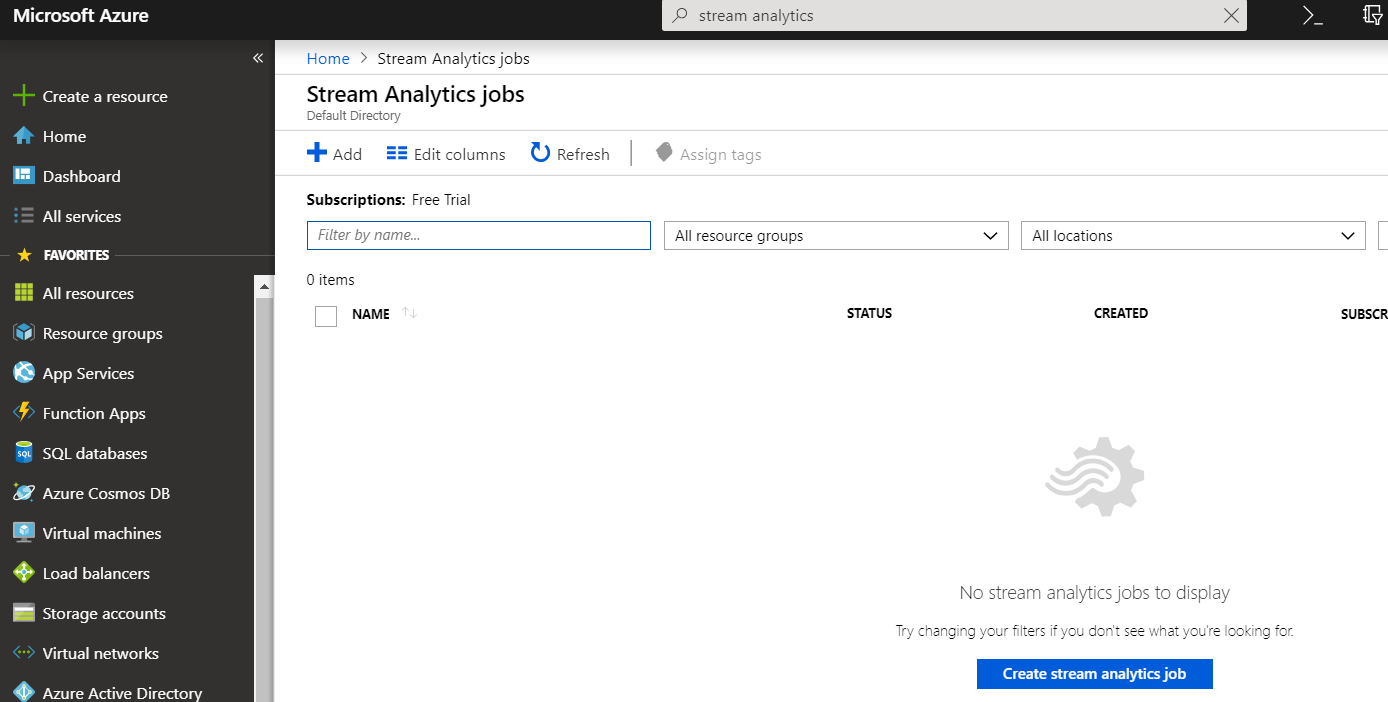 Microsoft Azure
stream analytics
Create a resource
Home
Dashboard
All services
FAVORITES
All resources
Resource groups
App Services
Function Apps
SQL databases
Azure Cosmos DB
Virtual machines
Load balancers
Storage accounts
Virtual networks
Azure Active Directory
Home > Stream Analytics jobs
Stream Analytics jobs
Default Directory
Add Edit columns Refresh Assign tags
Subscriptions: Free Trial
Filter by name... All resource groups All locations
0 items
NAME STATUS CREATED SUBSCR
No stream analytics jobs to display
Try changing your filters if you don't see what you're looking for.
Create stream analytics job